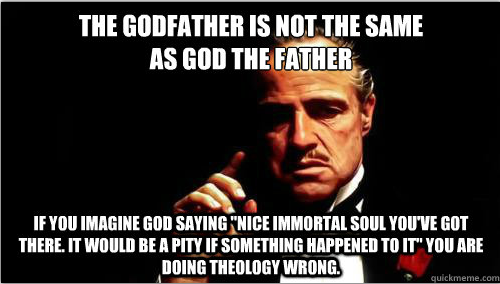 THE GODFATHER IS NOT THE SAME
AS GOD THE FATHER
IF YOU IMAGINE GOD SAYING "NICE IMMORTAL SOUL YOU'VE GOT
THERE. IT WOULD BE A PITY IF SOMETHING HAPPENED TO IT" YOU ARE
DOING THEOLOGY WRONG.
quickmeme.com